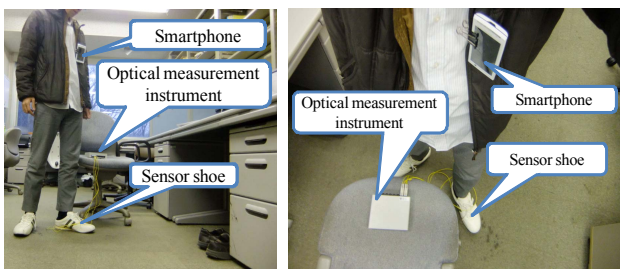 Smartphone
Optical measurement
instrument
Sensor shoe
Optical measurement
instrument
Smartphone
Sensor shoe